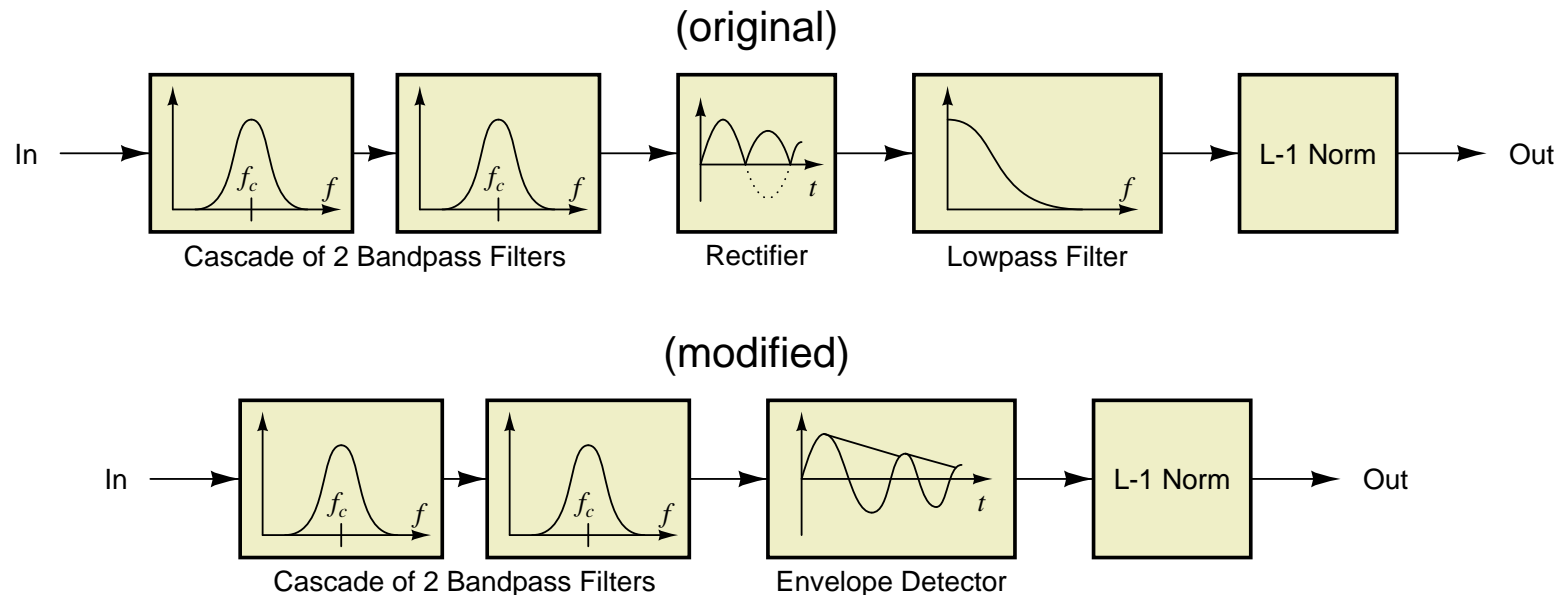 (original)
In
f_c
f
f_c
f
t
f
L-1 Norm
Out
Cascade of 2 Bandpass Filters
Rectifier
Lowpass Filter
(modified)
In
f_c
f
f_c
f
t
L-1 Norm
Out
Cascade of 2 Bandpass Filters
Envelope Detector